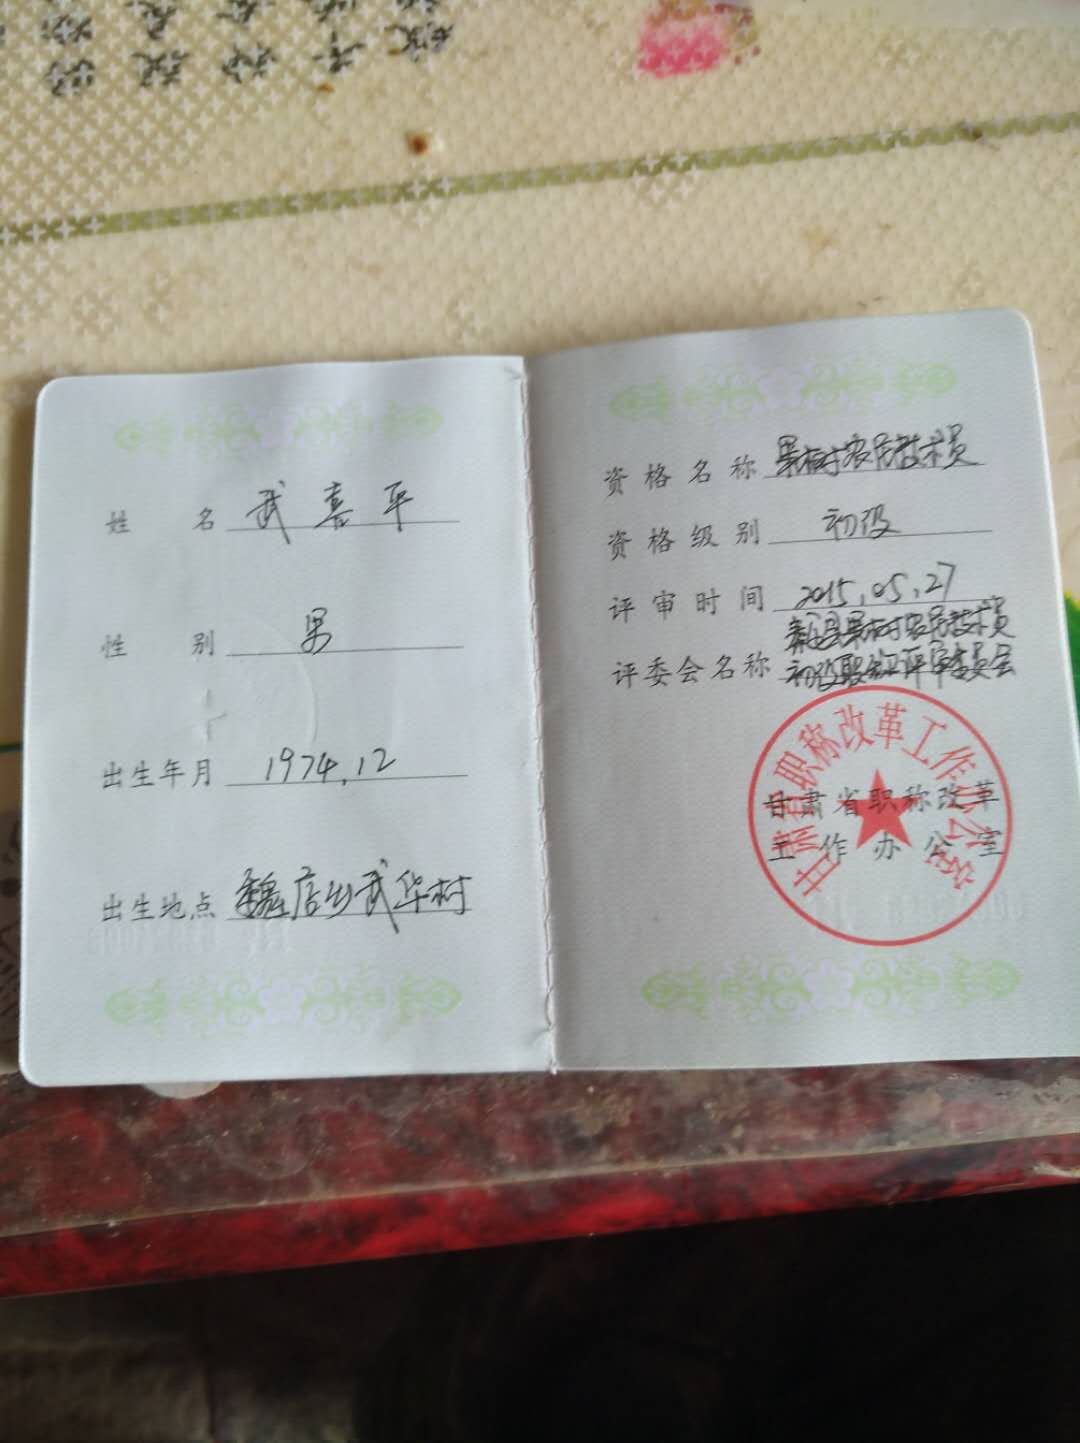 姓名 武喜平
性别 男
出生年月 1974.12
出生地点 魏店乡武华村
资格名称 果树农民技术员
资格级别 初级
评审时间 2015.05.27
秦安县果树农民技术员
评委会名称 初级职称评审委员会
甘肃省职称改革工作办公室
甘肃省职称改革
工作办公室